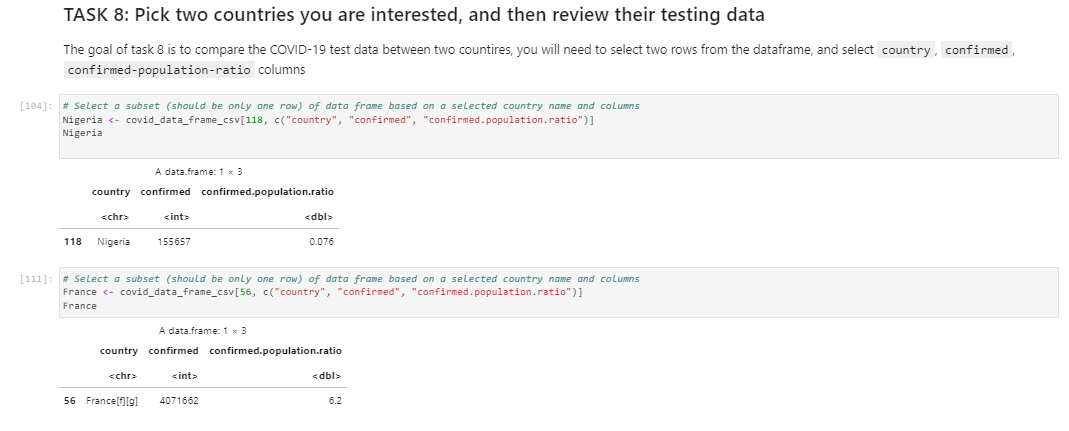 TASK 8: Pick two countries you are interested, and then review their testing data
The goal of task 8 is to compare the COVID-19 test data between two countires, you will need to select two rows from the dataframe, and select country, confirmed,
confirmed-population-ratio columns
[104]: # Select a subset (should be only one row) of data frame based on a selected country name and columns
Nigeria <- covid_data_frame_csv[118, c("country", "confirmed", "confirmed.population.ratio")]
Nigeria
A data.frame: 1 × 3
country confirmed confirmed.population.ratio
<chr> <int> <dbl>
118 Nigeria 155657 0.076
[111]: # Select a subset (should be only one row) of data frame based on a selected country name and columns
France <- covid_data_frame_csv[56, c("country", "confirmed", "confirmed.population.ratio")]
France
A data.frame: 1 × 3
country confirmed confirmed.population.ratio
<chr> <int> <dbl>
56 France[f][g] 4071662 6.2